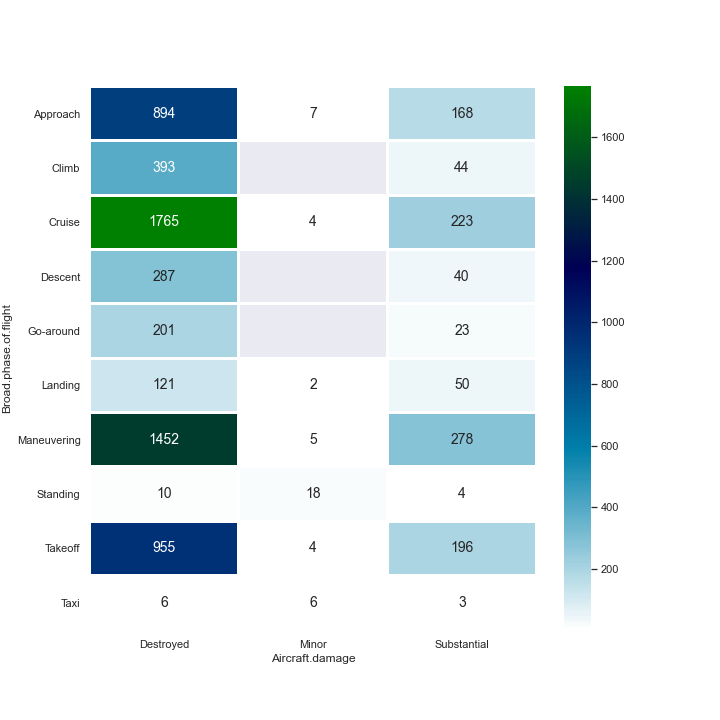 Approach 894 7 168
Climb 393 44
Cruise 1765 4 223
Descent 287 40
Go-around 201 23
Landing 121 2 50
Maneuvering 1452 5 278
Standing 10 18 4
Takeoff 955 4 196
Taxi 6 6 3
Destroyed Minor Substantial
Aircraft.damage
Broad.phase.of.flight
1600
1400
1200
1000
800
600
400
200